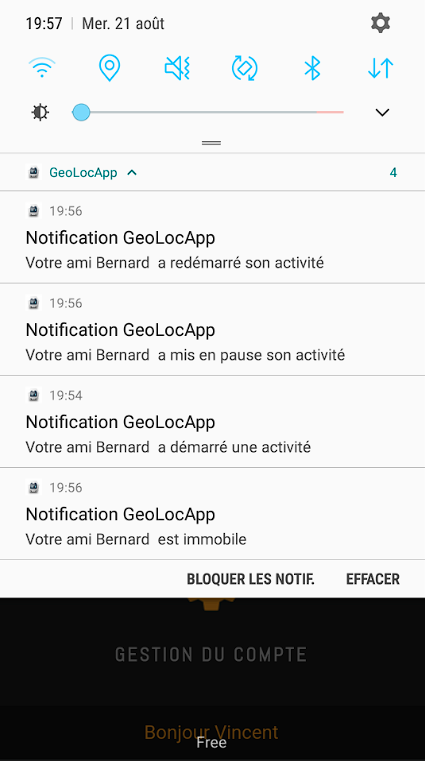 19:57 | Mer. 21 août
GeoLocApp 4
19:56
Notification GeoLocApp
Votre ami Bernard  a redémarré son activité
19:56
Notification GeoLocApp
Votre ami Bernard  a mis en pause son activité
19:54
Notification GeoLocApp
Votre ami Bernard  a démarré une activité
19:56
Notification GeoLocApp
Votre ami Bernard  est immobile
BLOQUER LES NOTIF. EFFACER
GESTION DU COMPTE
Bonjour Vincent
Free